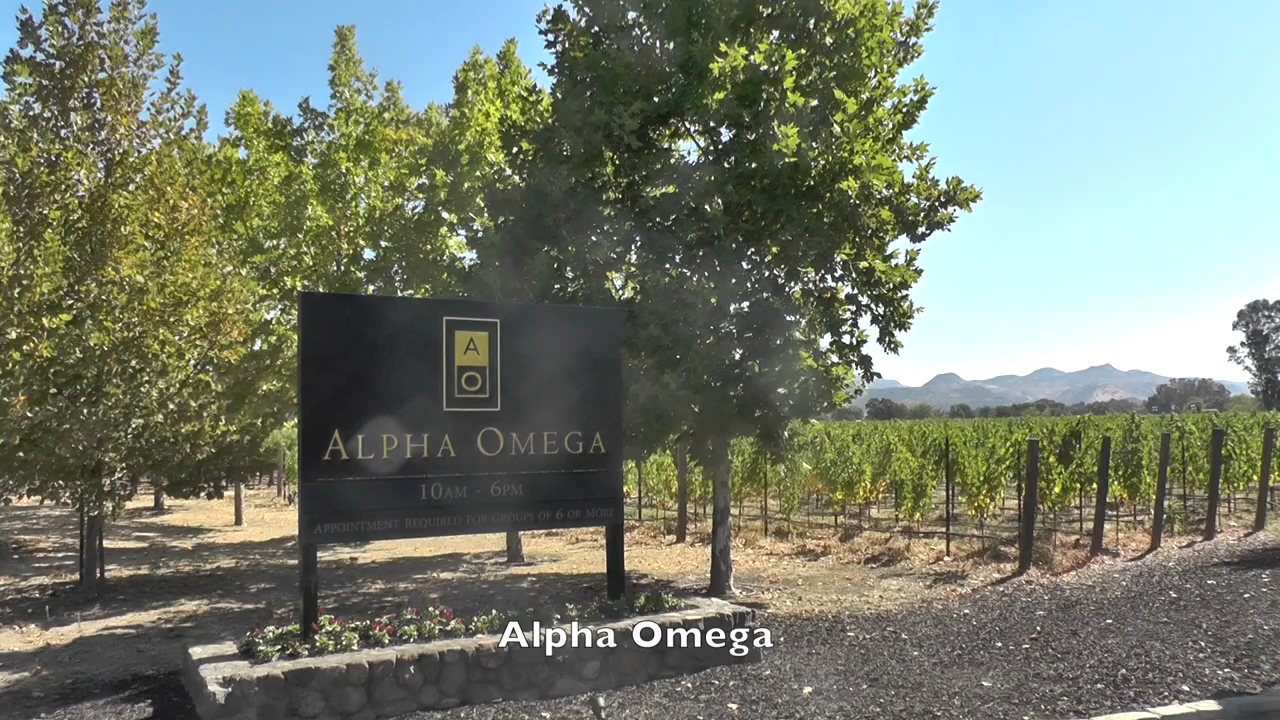 A
O
ALPHA OMEGA
10AM - 6PM
APPOINTMENT REQUIRED FOR GROUPS OF 6 OR MORE
Alpha Omega